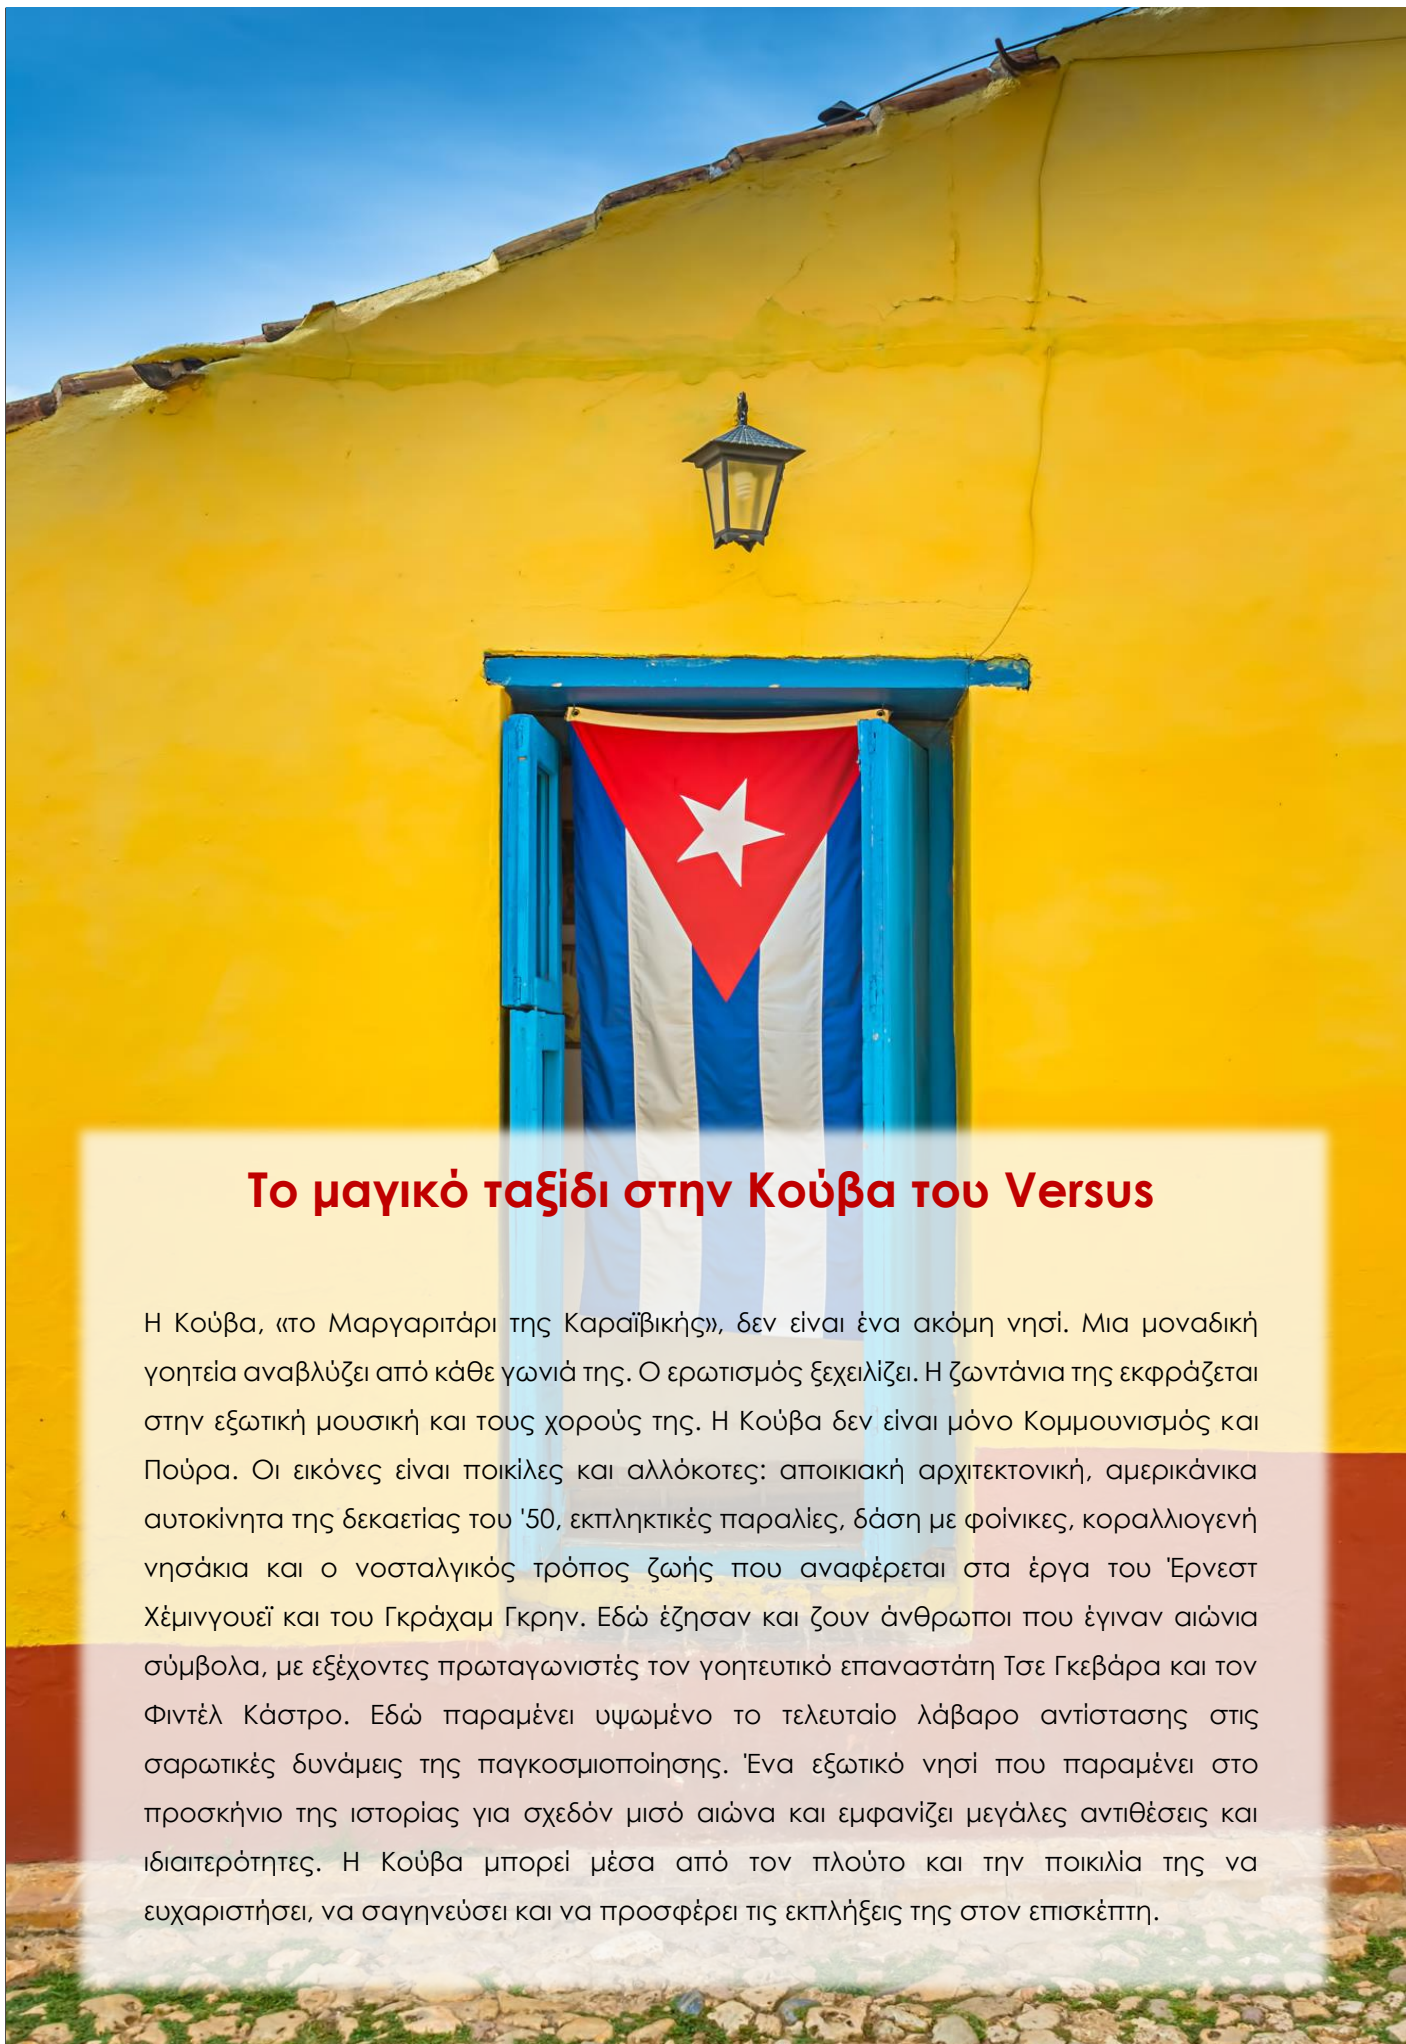 Το μαγικό ταξίδι στην Κούβα του Versus
Η Κούβα, «το Μαργαριτάρι της Καραϊβικής», δεν είναι ένα ακόμη νησί. Μια μοναδική
γοητεία αναβλύζει από κάθε γωνιά της. Ο ερωτισμός ξεχειλίζει. Η ζωντάνια της εκφράζεται
στην εξωτική μουσική και τους χορούς της. Η Κούβα δεν είναι μόνο Κομμουνισμός και
Πούρα. Οι εικόνες είναι ποικίλες και αλλόκοτες: αποικιακή αρχιτεκτονική, αμερικάνικα
αυτοκίνητα της δεκαετίας του '50, εκπληκτικές παραλίες, δάση με φοίνικες, κοραλλιογενή
νησάκια και ο νοσταλγικός τρόπος ζωής που αναφέρεται στα έργα του Έρνεστ
Χέμινγουεϊ και του Γκράχαμ Γκρην. Εδώ έζησαν και ζουν άνθρωποι που έγιναν αιώνια
σύμβολα, με εξέχοντες πρωταγωνιστές τον γοητευτικό επαναστάτη Τσε Γκεβάρα και τον
Φιντέλ Κάστρο. Εδώ παραμένει υψωμένο το τελευταίο λάβαρο αντίστασης στις
σαρωτικές δυνάμεις της παγκοσμιοποίησης. Ένα εξωτικό νησί που παραμένει στο
προσκήνιο της ιστορίας για σχεδόν μισό αιώνα και εμφανίζει μεγάλες αντιθέσεις και
ιδιαιτερότητες. Η Κούβα μπορεί μέσα από τον πλούτο και την ποικιλία της να
ευχαριστήσει, να σαγηνεύσει και να προσφέρει τις εκπλήξεις της στον επισκέπτη.